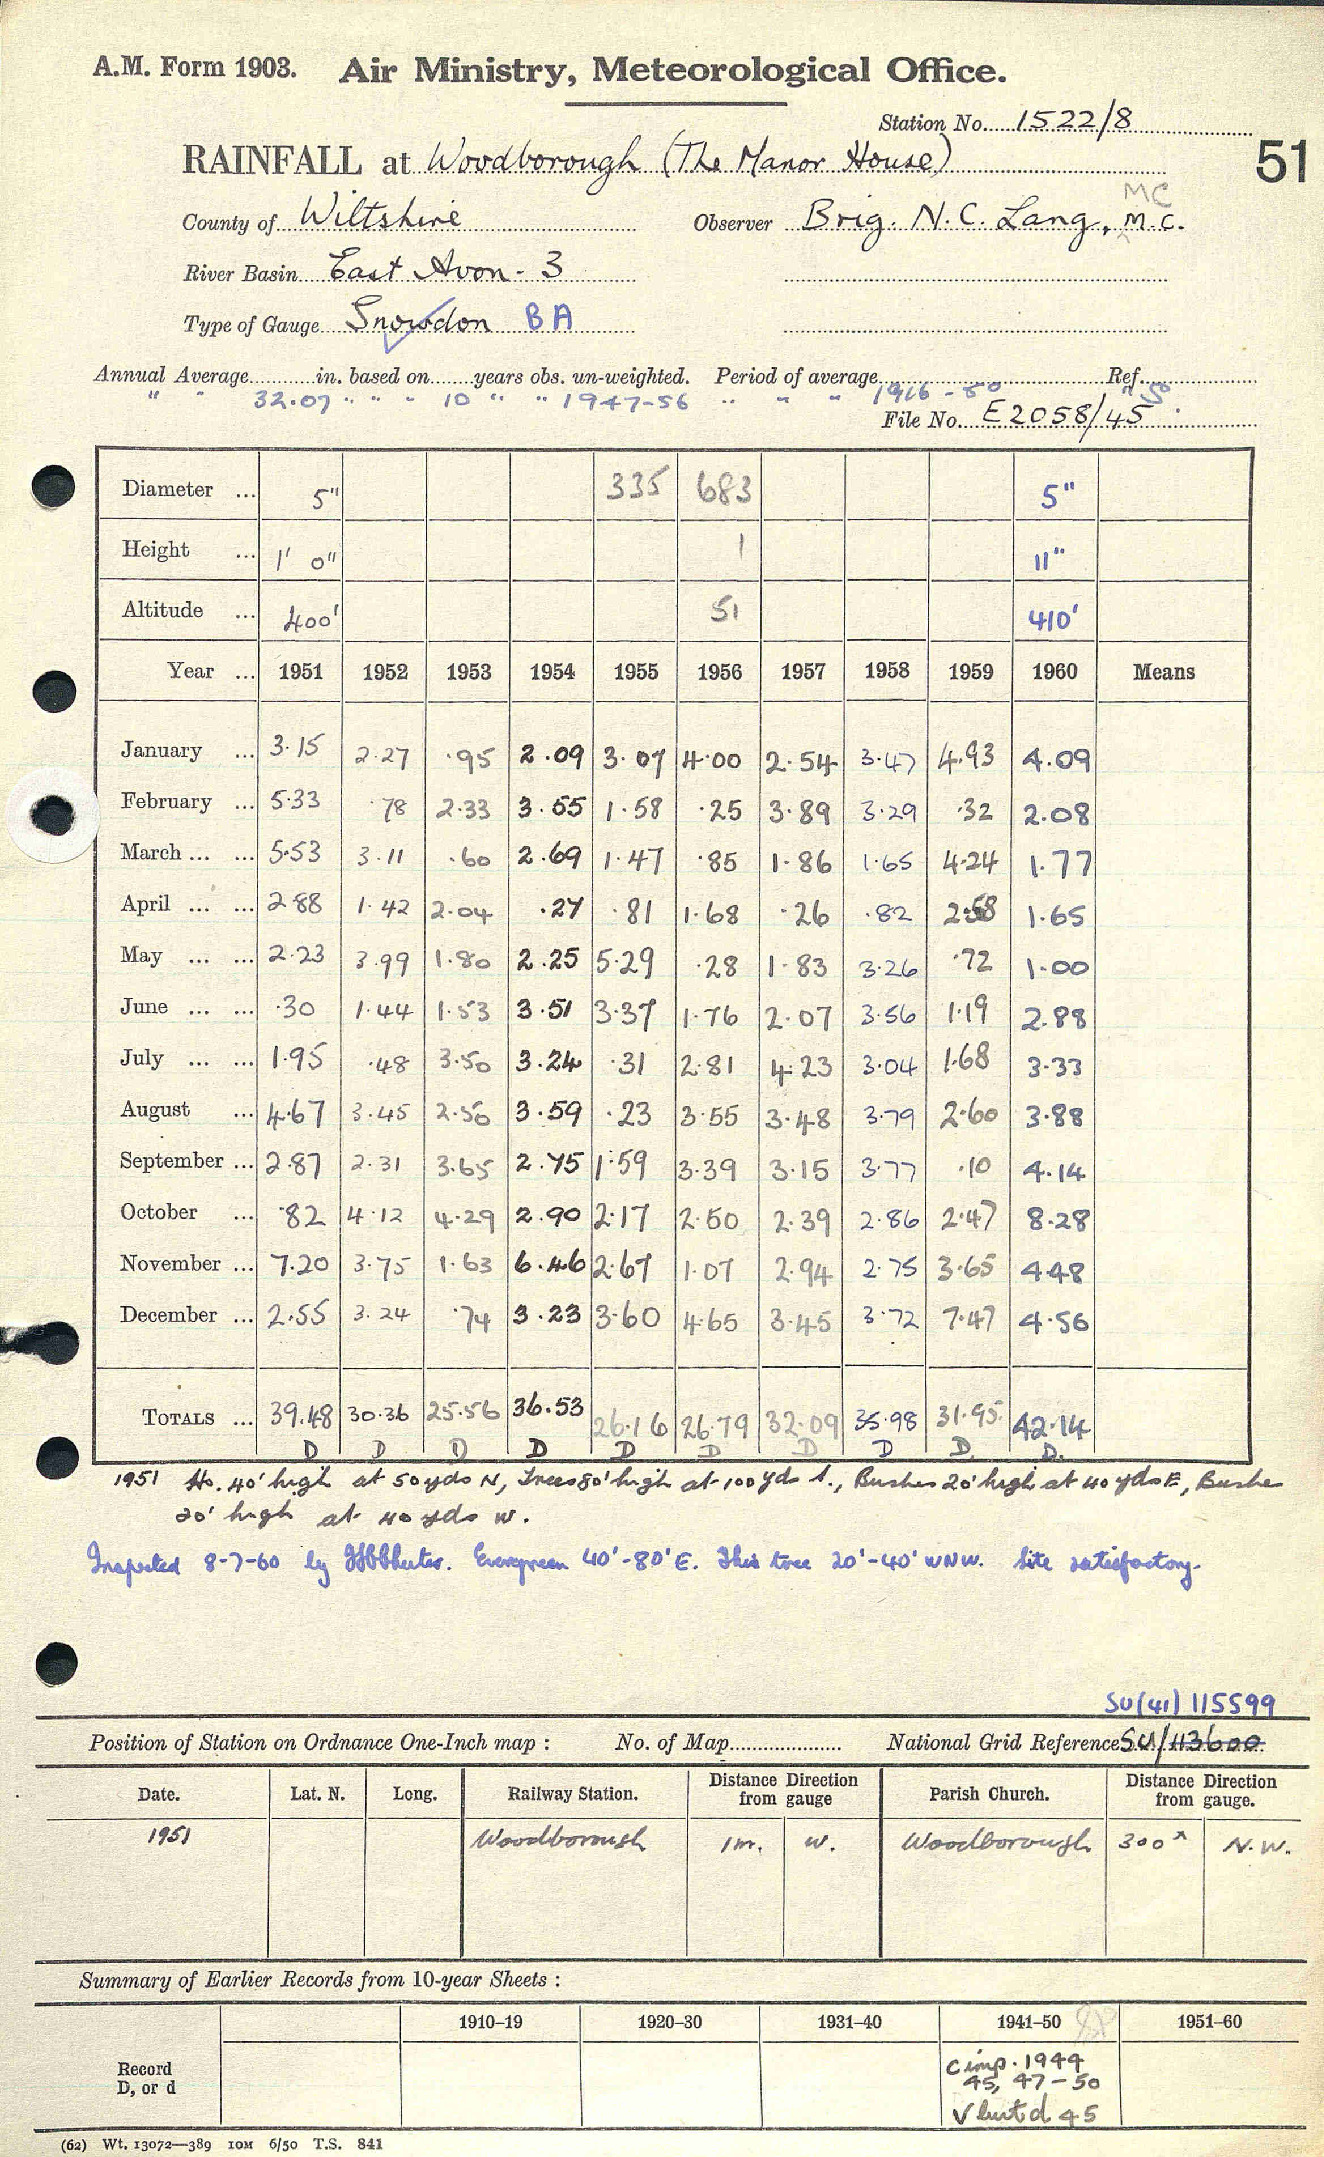 A.M. Form 1903. Air Ministry, Meteorological Office.
Station No. 1522/8
RAINFALL at Woodborough (The Manor House) 51
MC
County of Wiltshire Observer Brig. N.C. Lang, M.C.
River Basin East Avon - 3
Type of Gauge Snowdon BA
Annual Average in. based on years obs. un-weighted. Period of average Ref.
" " 32.07 " " " 10 " " " 1947-56 " " " 1916-50 "
File No. E2058/45
Diameter ... 5" 335 683 5"
Height ... 1' 0" 1 11"
Altitude ... 400' 51 410'
Year ... 1951 1952 1953 1954 1955 1956 1957 1958 1959 1960 Means
January ... 3.15 2.27 .95 2.09 3.07 4.00 2.54 3.47 4.93 4.09
February ... 5.33 .78 2.33 3.55 1.58 .25 3.89 3.29 .32 2.08
March ... ... 5.53 3.11 .60 2.69 1.47 .85 1.86 1.65 4.24 1.77
April ... ... 2.88 1.42 2.04 .27 .81 1.68 .26 .82 2.58 1.65
May ... ... 2.23 3.99 1.80 2.25 5.29 .28 1.83 3.26 .72 1.00
June ... ... .30 1.44 1.53 3.51 3.37 1.76 2.07 3.56 1.19 2.88
July ... ... 1.95 .48 3.50 3.24 .31 2.81 4.23 3.04 1.68 3.33
August ... 4.67 3.45 2.50 3.59 .23 3.55 3.48 3.79 2.60 3.88
September ... 2.87 2.31 3.65 2.75 1.59 3.39 3.15 3.77 .10 4.14
October ... .82 4.12 4.29 2.90 2.17 2.50 2.39 2.86 2.47 8.28
November ... 7.20 3.75 1.63 6.46 2.67 1.07 2.94 2.75 3.65 4.48
December ... 2.55 3.24 .74 3.23 3.60 4.65 3.45 3.72 7.47 4.56
TOTALS ... 39.48 30.36 25.56 36.53 26.16 26.79 32.09 35.98 31.95 42.14
D D D D D D D D D D.
1951 Ho. 40' high at 50 yds N, Trees 80' high at 100 yds S., Bushes 20' high at 40 yds E, Bushes
20' high at 40 yds W.
Inspected 8-7-60 by Evergreen 40'-80' E. This tree 20'-40' WNW. Site satisfactory.
SU(41) 115599
Position of Station on Ordnance One-Inch map : No. of Map National Grid Reference SU/113600
Date. Lat. N. Long. Railway Station. Distance from gauge Direction Parish Church. Distance from gauge. Direction
1951 Woodborough 1m. W. Woodborough 300x N.W.
Summary of Earlier Records from 10-year Sheets :
1910-19 1920-30 1931-40 1941-50 1951-60
Record
D, or d
Comp. 1944
45, 47-50
45
(62) Wt. 13072—389 10M 6/50 T.S. 841